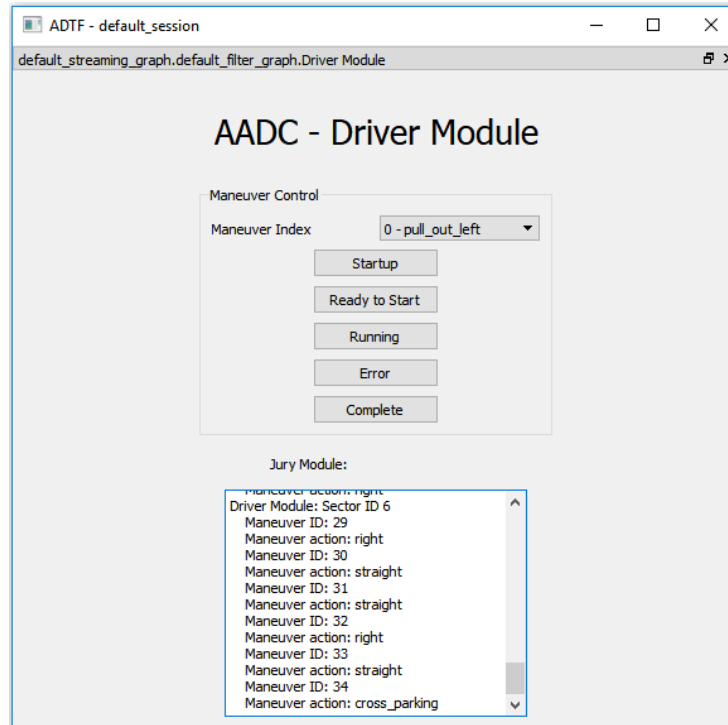 ADTF - default_session
default_streaming_graph.default_filter_graph.Driver Module
AADC - Driver Module
Maneuver Control
Maneuver Index
0 - pull_out_left
Startup
Ready to Start
Running
Error
Complete
Jury Module:
Maneuver action: right
Driver Module: Sector ID 6
Maneuver ID: 29
Maneuver action: right
Maneuver ID: 30
Maneuver action: straight
Maneuver ID: 31
Maneuver action: straight
Maneuver ID: 32
Maneuver action: right
Maneuver ID: 33
Maneuver action: straight
Maneuver ID: 34
Maneuver action: cross_parking